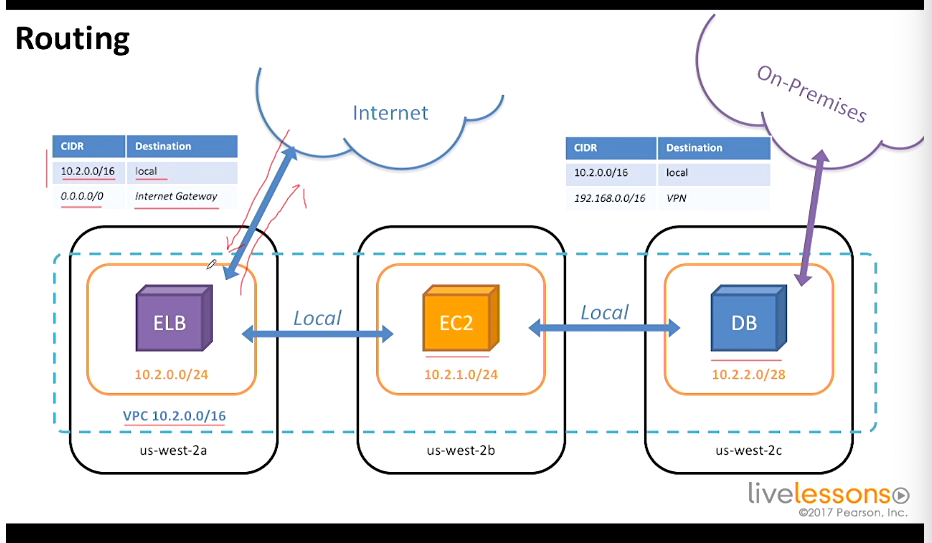 Routing
Internet
On-Premises
CIDR Destination
10.2.0.0/16 local
0.0.0.0/0 Internet Gateway
CIDR Destination
10.2.0.0/16 local
192.168.0.0/16 VPN
ELB
Local
EC2
Local
DB
10.2.0.0/24
10.2.1.0/24
10.2.2.0/28
VPC 10.2.0.0/16
us-west-2a
us-west-2b
us-west-2c
livelessons
©2017 Pearson, Inc.